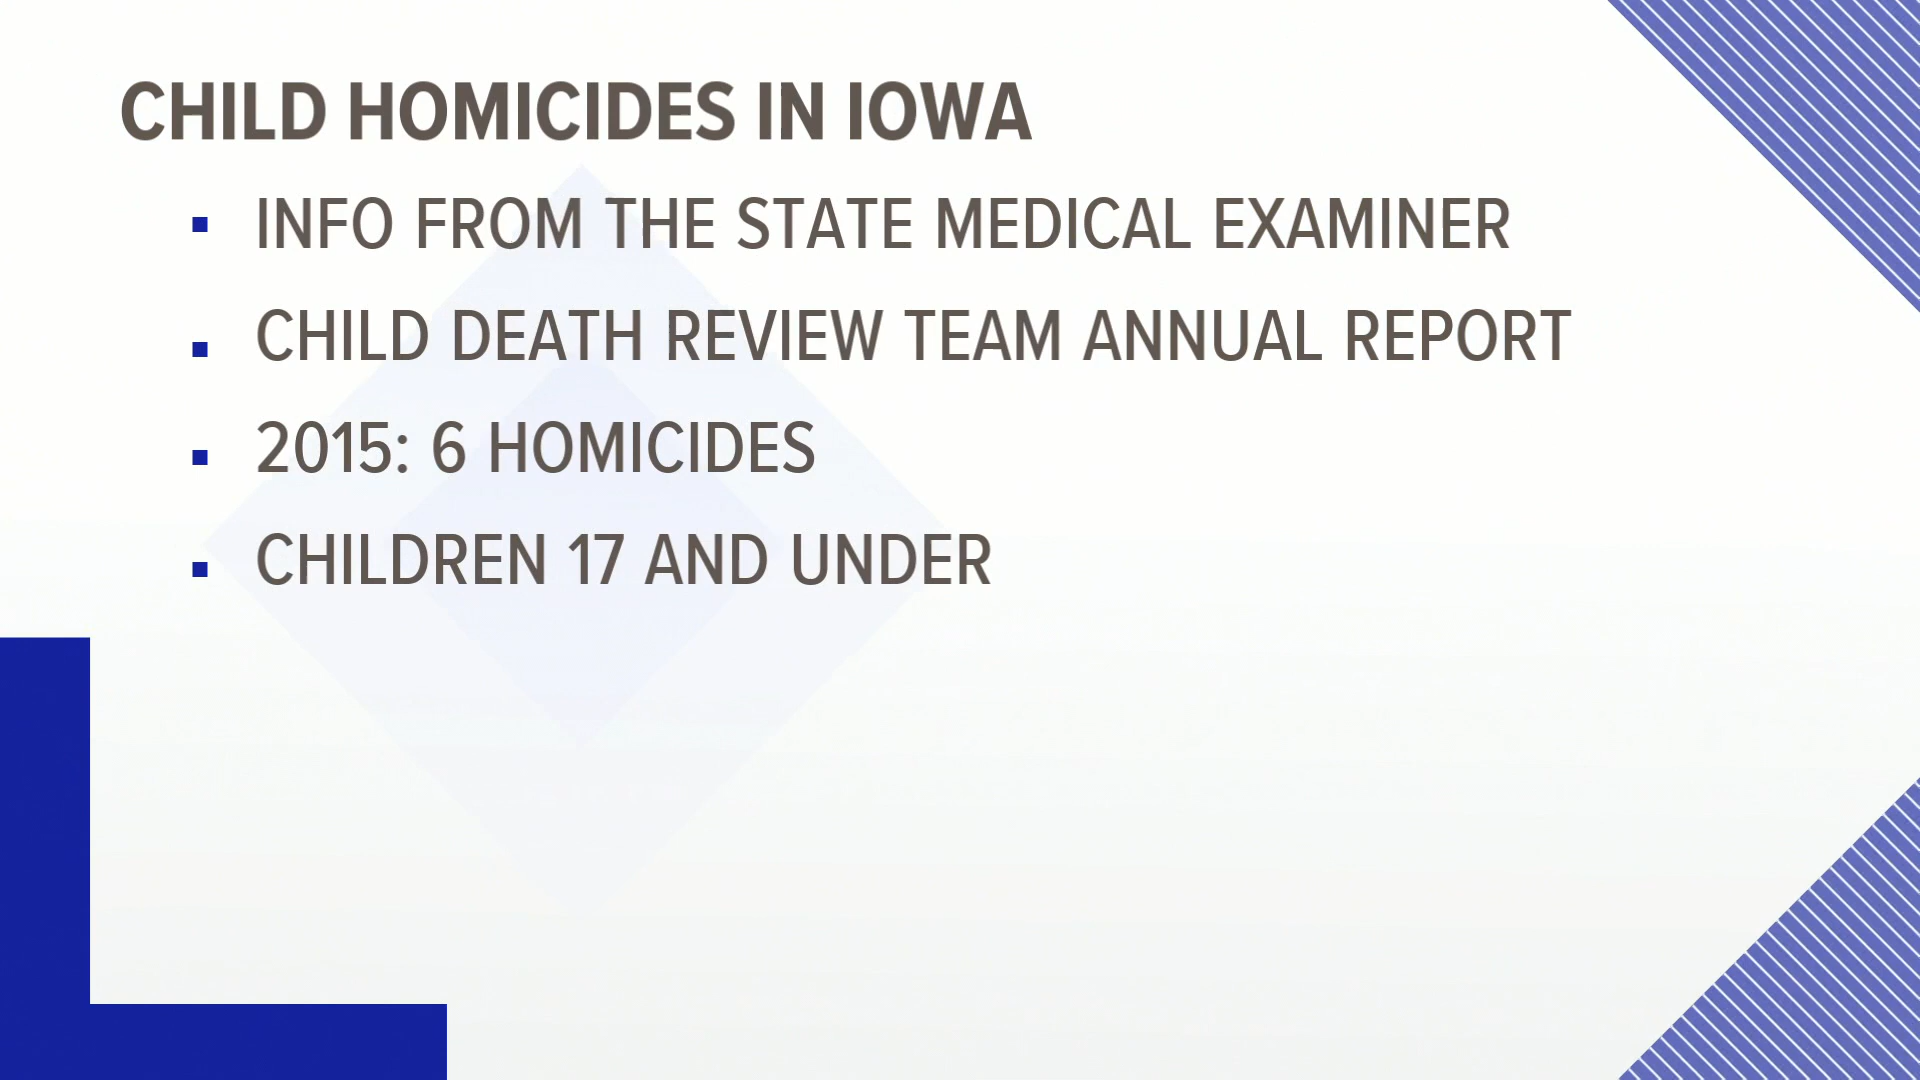 CHILD HOMICIDES IN IOWA
▪ INFO FROM THE STATE MEDICAL EXAMINER
▪ CHILD DEATH REVIEW TEAM ANNUAL REPORT
▪ 2015: 6 HOMICIDES
▪ CHILDREN 17 AND UNDER